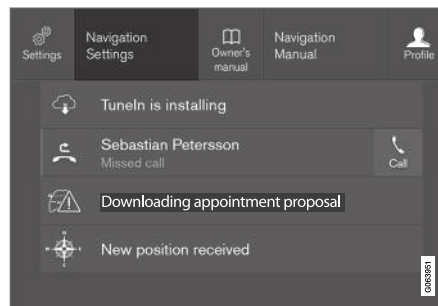 Settings
Navigation
Settings
Owner's
manual
Navigation
Manual
Profile
TuneIn is installing
Sebastian Petersson
Missed call
Call
Downloading appointment proposal
New position received
G063951